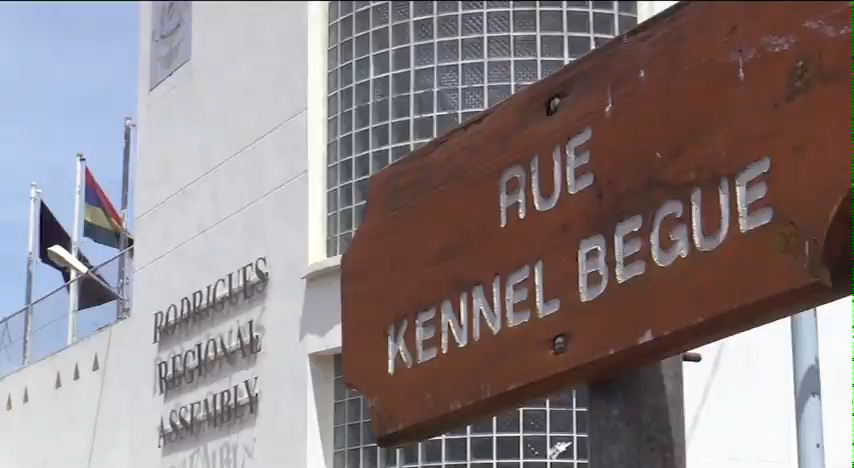 RODRIGUES
REGIONAL
ASSEMBLY
RUE
KENNEL BEGUE